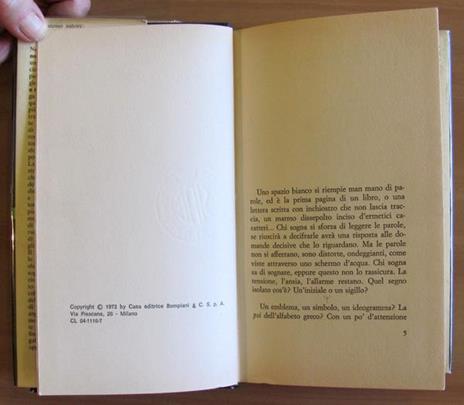 Copyright © 1973 by Casa editrice Bompiani & C. S. p. A.
Via Pisacane, 26 - Milano
CL 04-1110-7
Uno spazio bianco si riempie man mano di pa-
role, ed è la prima pagina di un libro, o una
lettera scritta con inchiostro che non lascia trac-
cia, un marmo dissepolto inciso d'ermetici ca-
ratteri... Chi sogna si sforza di leggere le parole,
se riuscirà a decifrarle avrà una risposta alle do-
mande decisive che lo riguardano. Ma le parole
non si afferrano, sono distorte, ondeggianti, come
viste attraverso uno schermo d'acqua. Chi sogna
sa di sognare, eppure questo non lo rassicura. La
tensione, l'ansia, l'allarme restano. Quel segno
isolato cos'è? Un'iniziale o un sigillo?
Un emblema, un simbolo, un ideogramma? La
psi dell'alfabeto greco? Con un po' d'attenzione
5